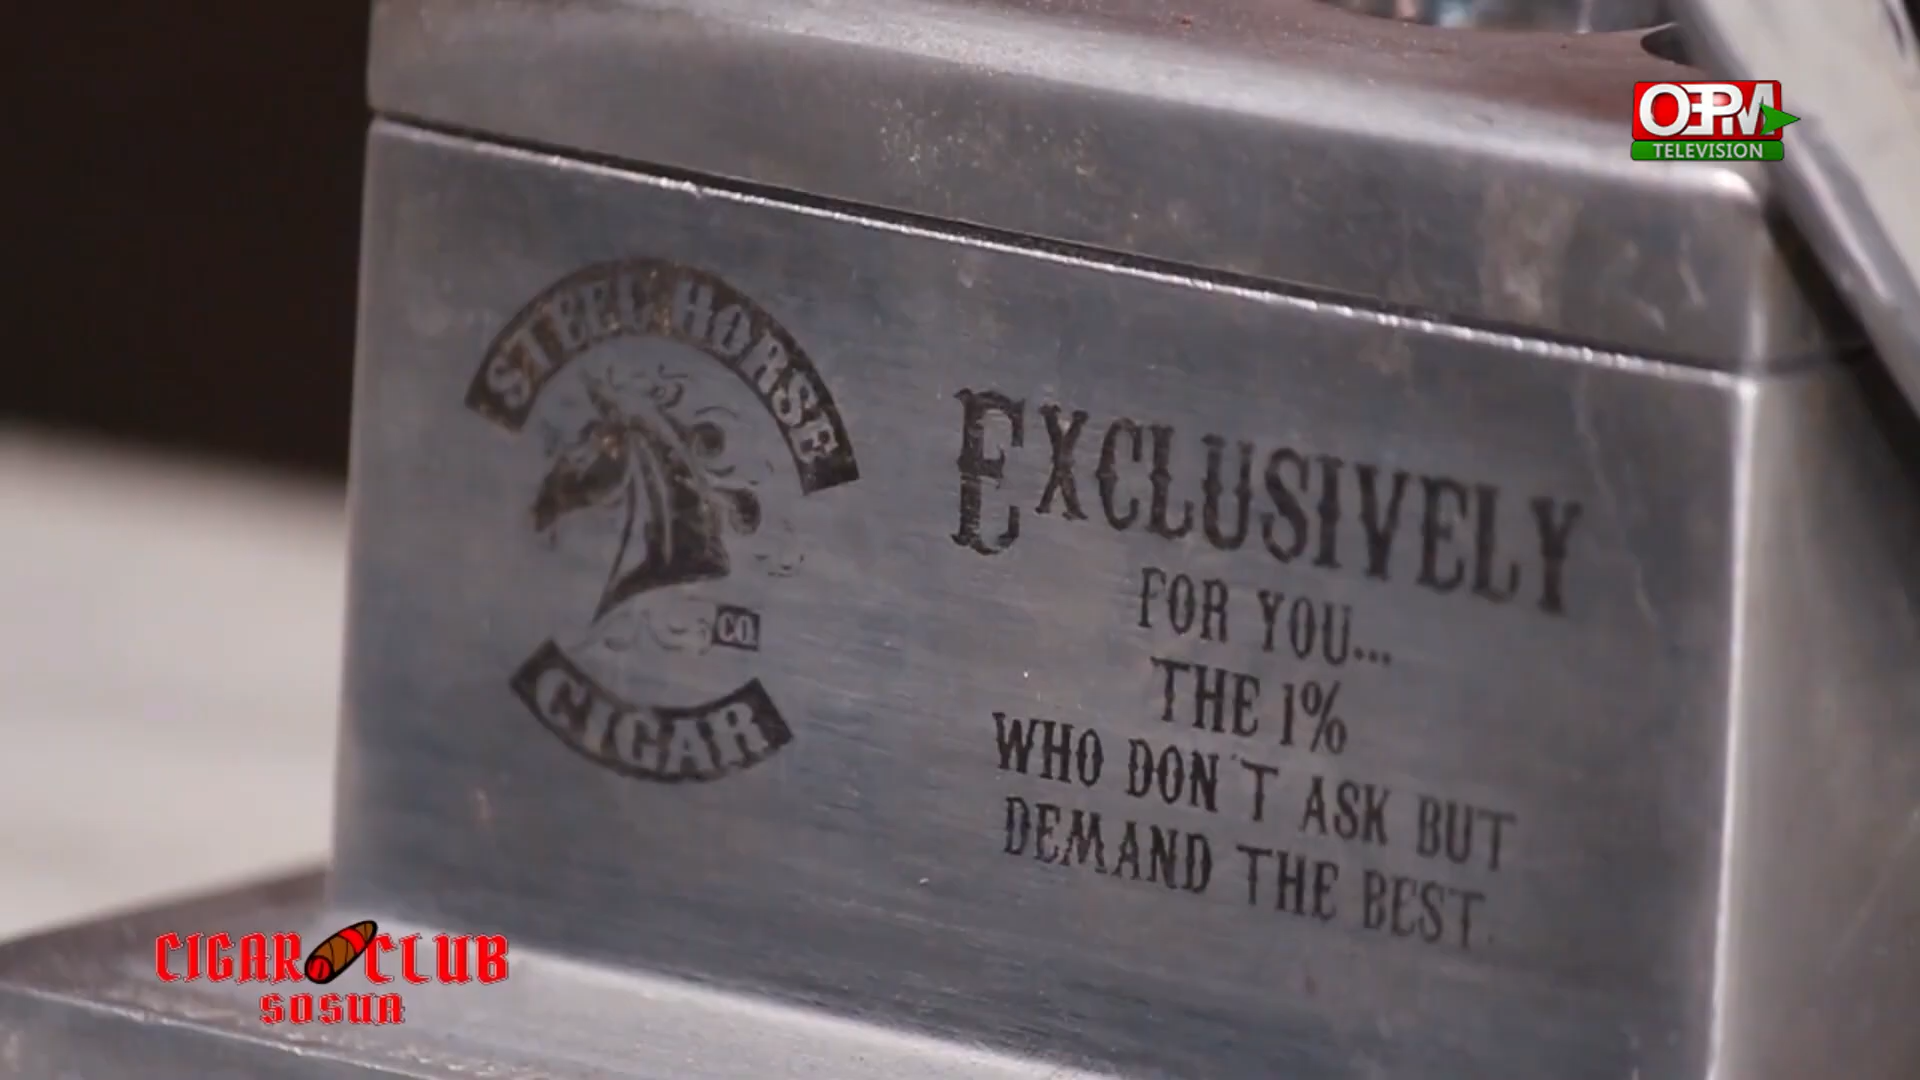 OEPM
TELEVISION
STEEL HORSE
CO.
CIGAR
EXCLUSIVELY
FOR YOU...
THE 1%
WHO DON'T ASK BUT
DEMAND THE BEST.
CIGAR CLUB
SOSUA